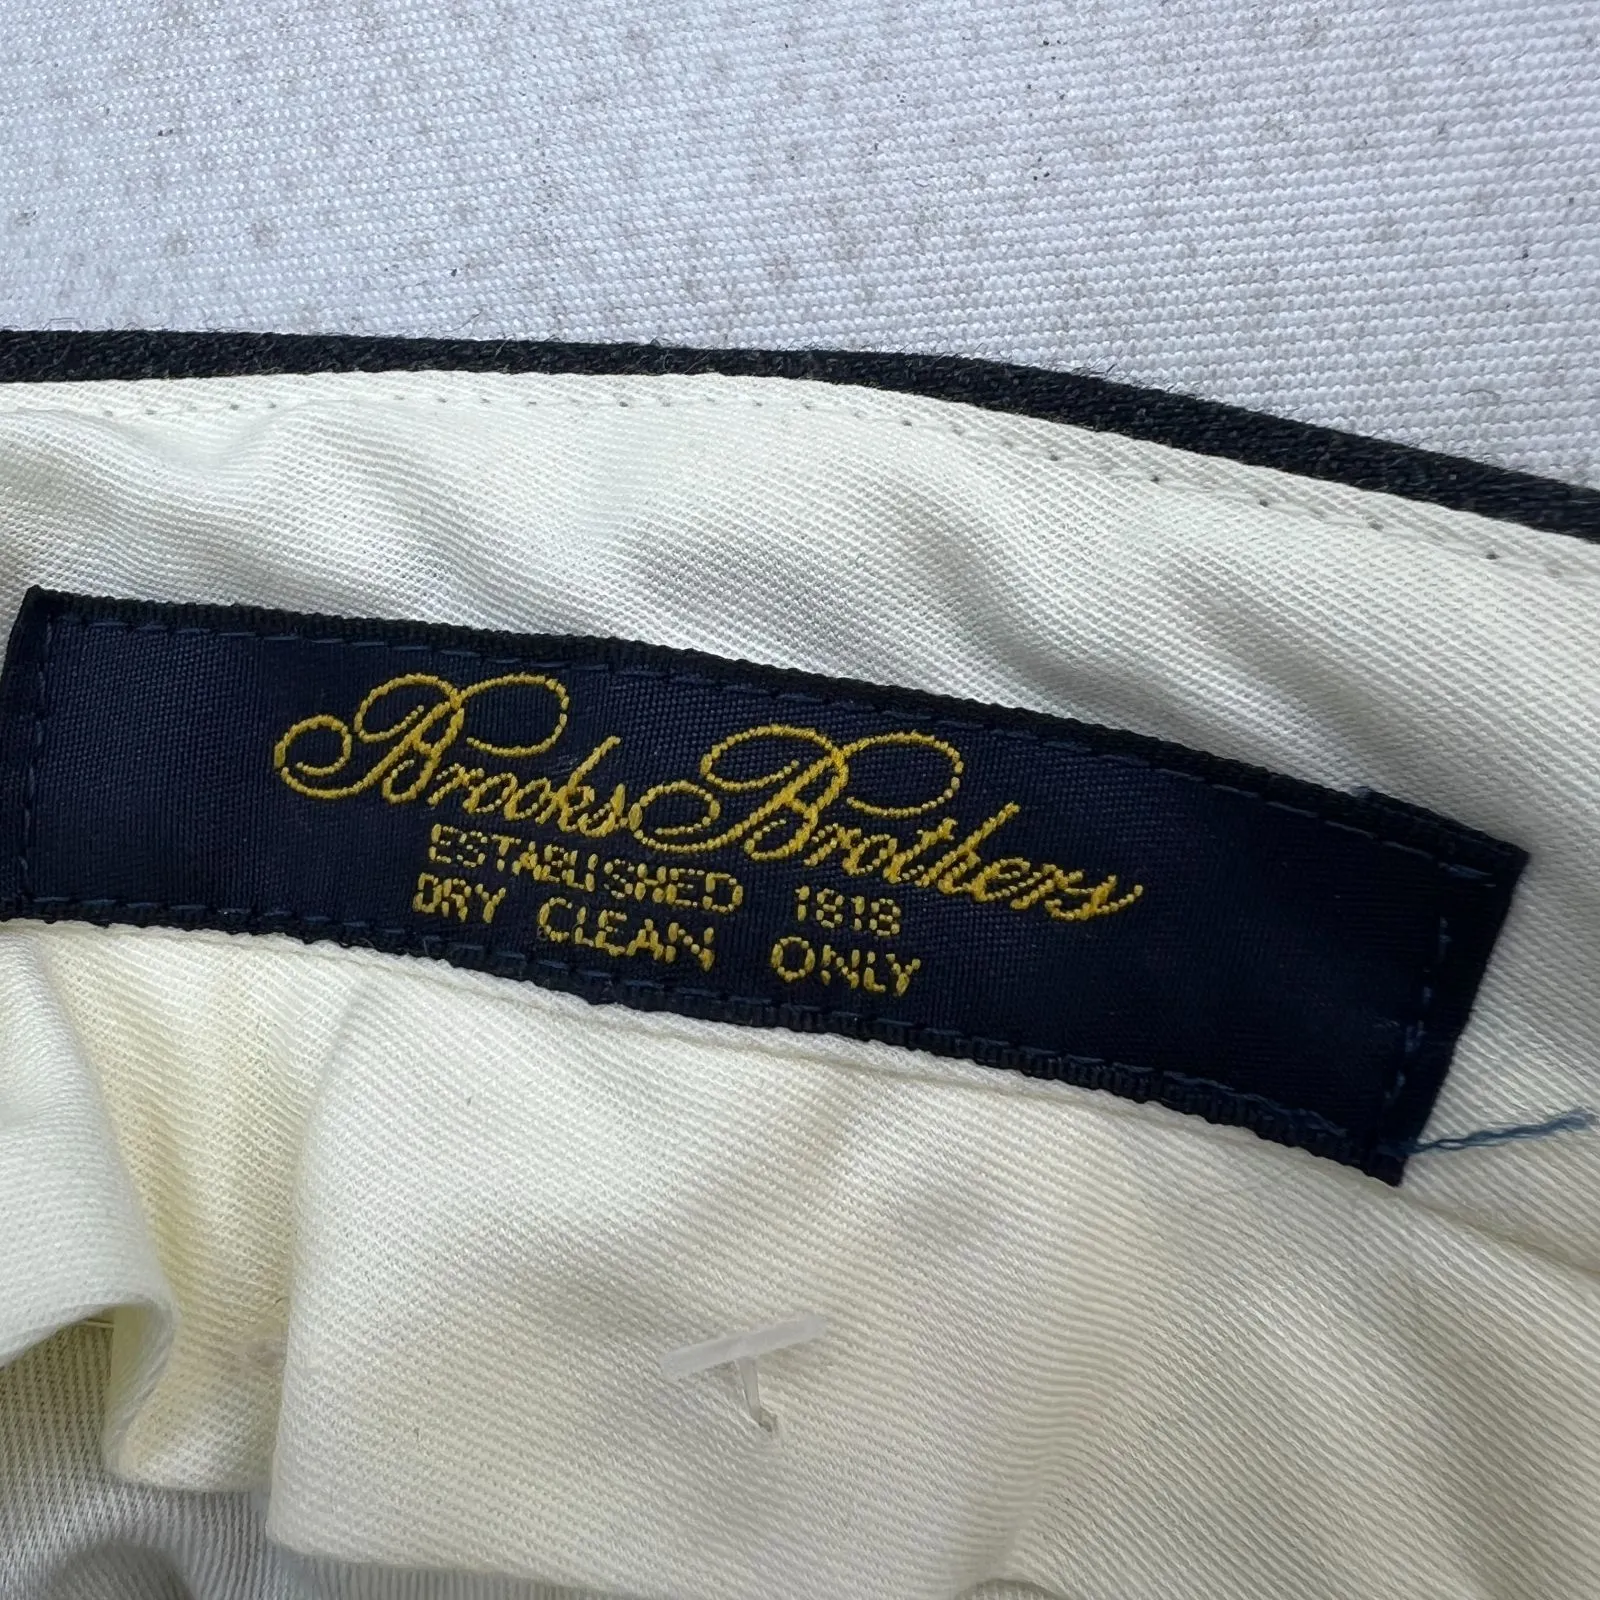 Brooks Brothers
ESTABLISHED 1818
DRY CLEAN ONLY